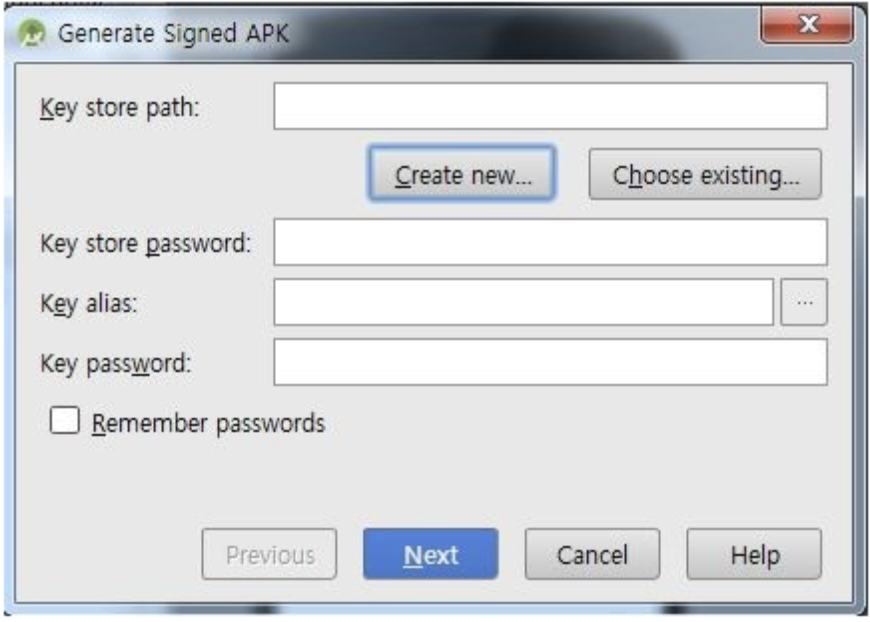 Generate Signed APK
Key store path:
Create new... Choose existing...
Key store password:
Key alias: ...
Key password:
Remember passwords
Previous Next Cancel Help